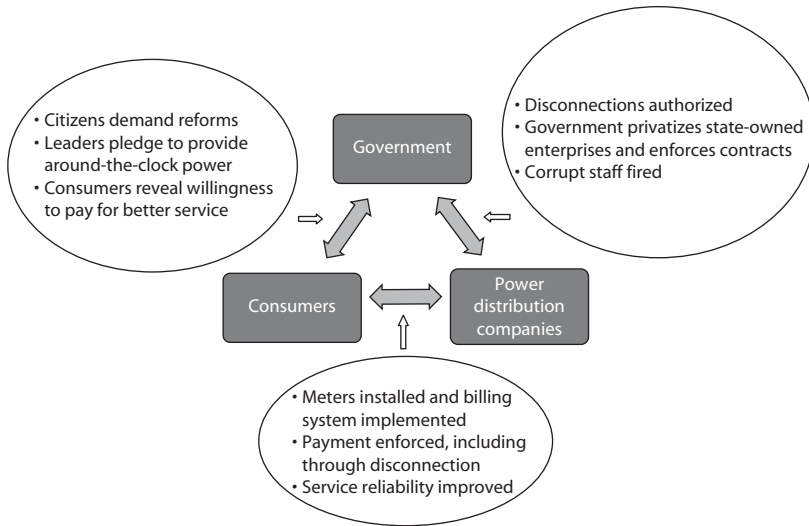 • Citizens demand reforms
• Leaders pledge to provide
around-the-clock power
• Consumers reveal willingness
to pay for better service
Government
• Disconnections authorized
• Government privatizes state-owned
enterprises and enforces contracts
• Corrupt staff fired
Consumers
Power
distribution
companies
• Meters installed and billing
system implemented
• Payment enforced, including
through disconnection
• Service reliability improved